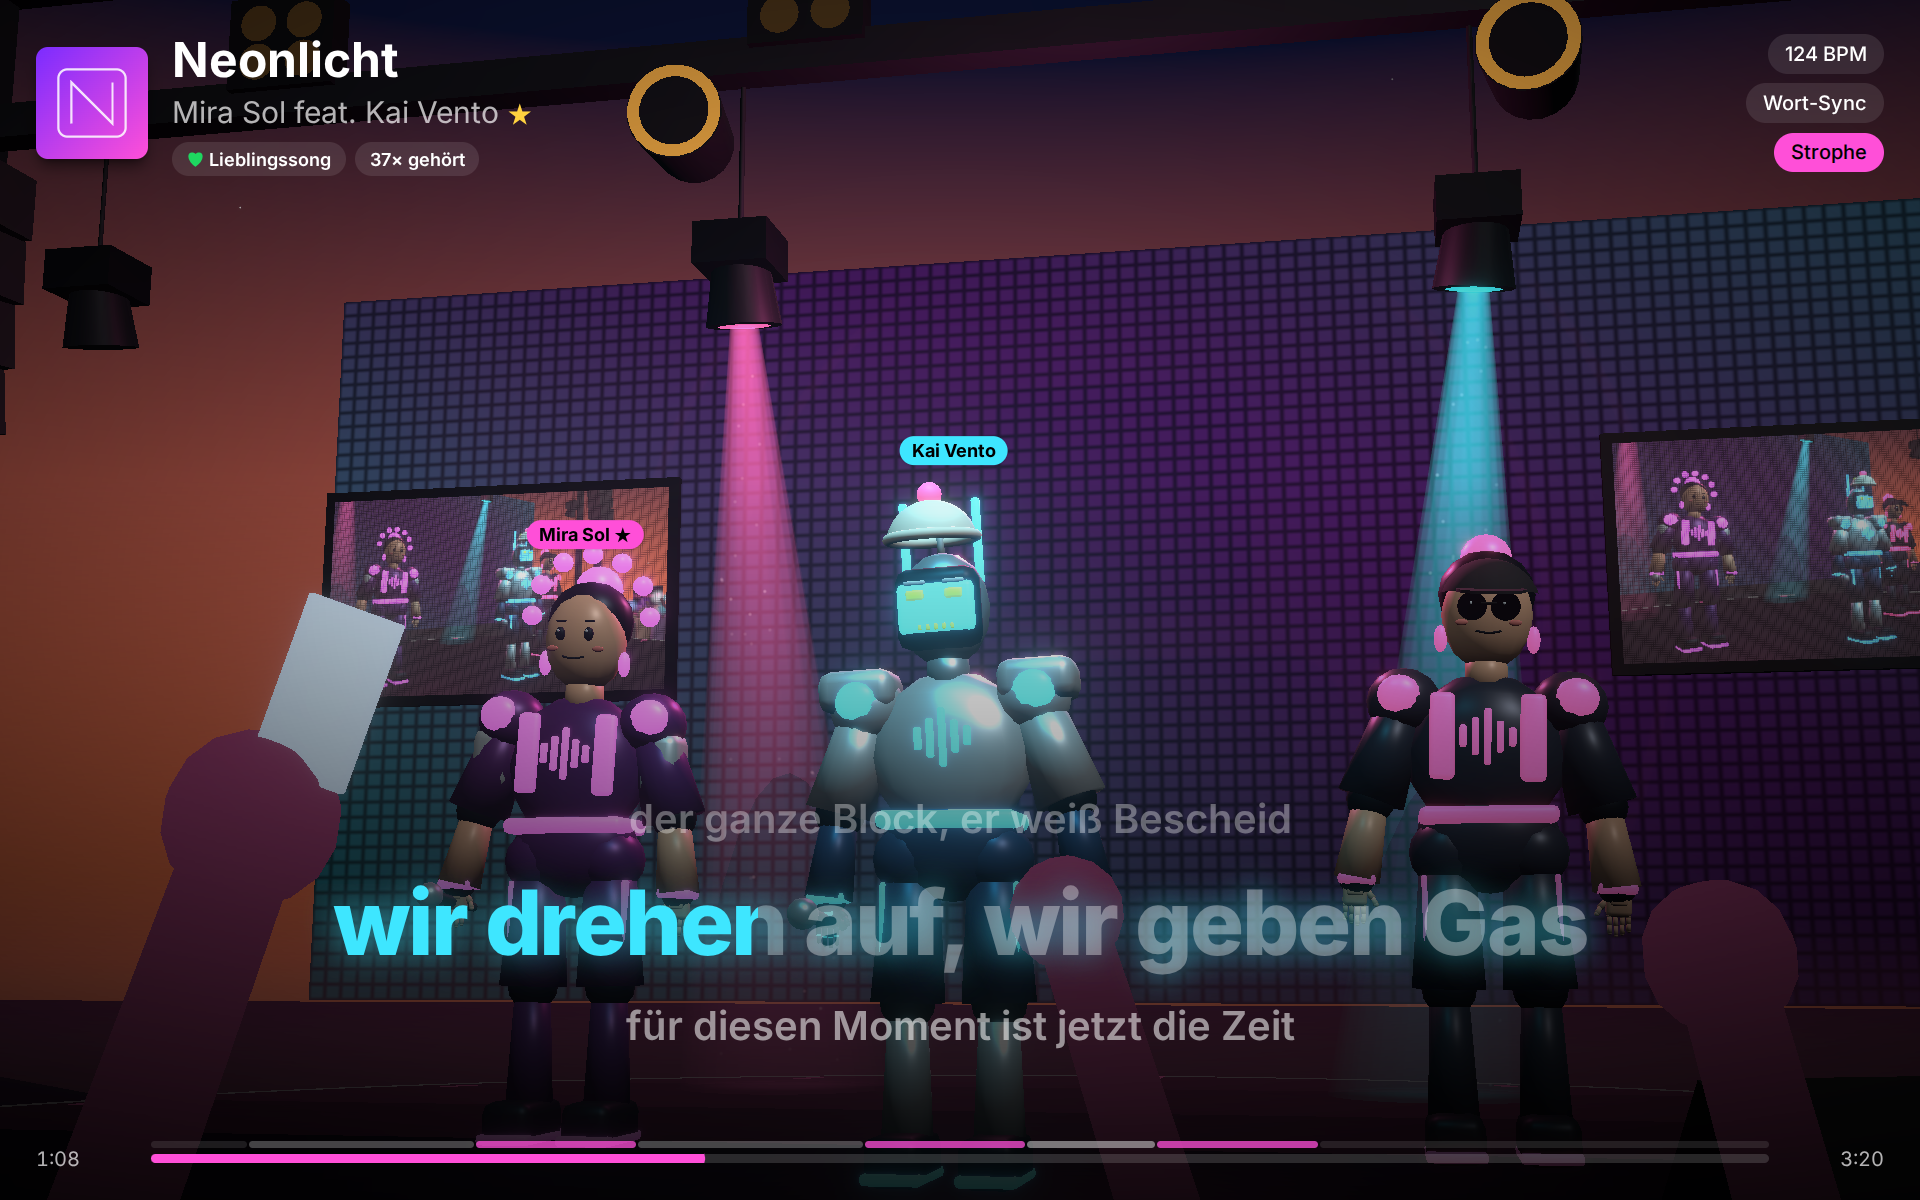 N
Neonlicht
Mira Sol feat. Kai Vento ★
Lieblingssong
37× gehört
124 BPM
Wort-Sync
Strophe
Kai Vento
Mira Sol ★
der ganze Block, er weiß Bescheid
wir drehen auf, wir geben Gas
für diesen Moment ist jetzt die Zeit
1:08
3:20